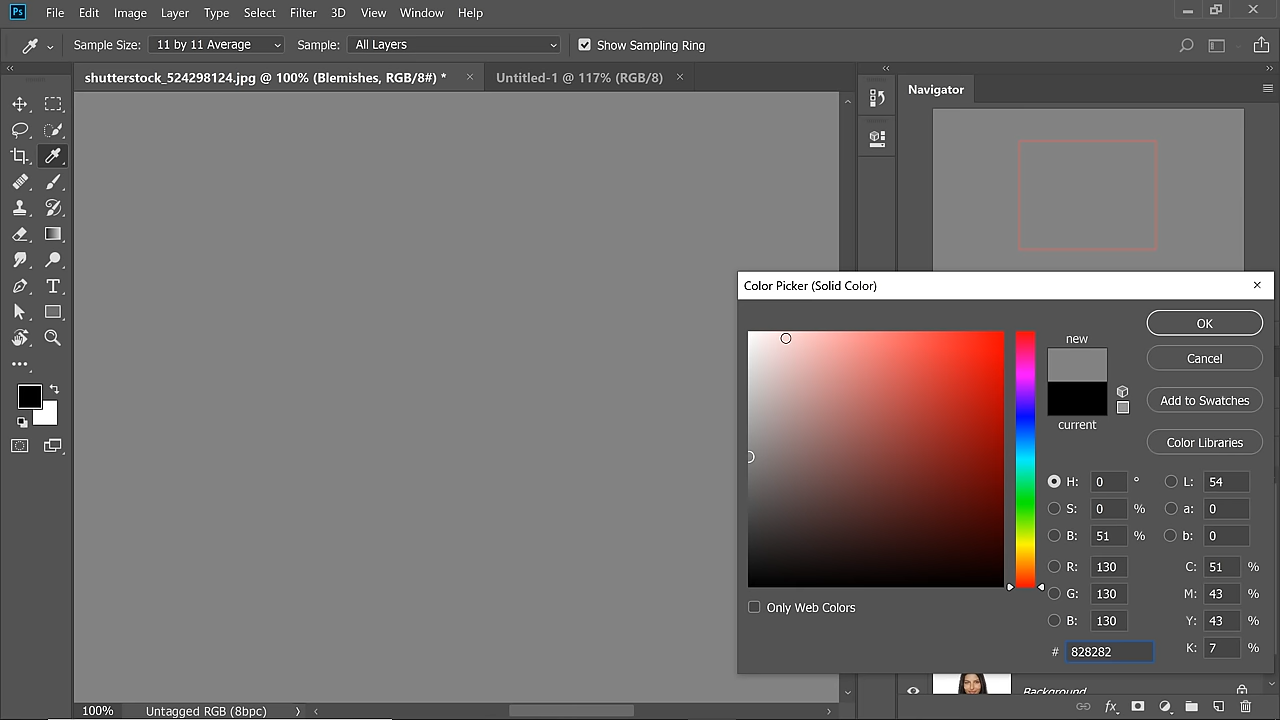 Ps File Edit Image Layer Type Select Filter 3D View Window Help
Sample Size: 11 by 11 Average Sample: All Layers Show Sampling Ring
shutterstock_524298124.jpg @ 100% (Blemishes, RGB/8#) * × Untitled-1 @ 117% (RGB/8) ×
Navigator
Color Picker (Solid Color)
OK
new
Cancel
Add to Swatches
current
Color Libraries
H: 0 ° L: 54
S: 0 % a: 0
B: 51 % b: 0
R: 130 C: 51 %
G: 130 M: 43 %
B: 130 Y: 43 %
Only Web Colors
# 828282 K: 7 %
Background
fx
100% Untagged RGB (8bpc)